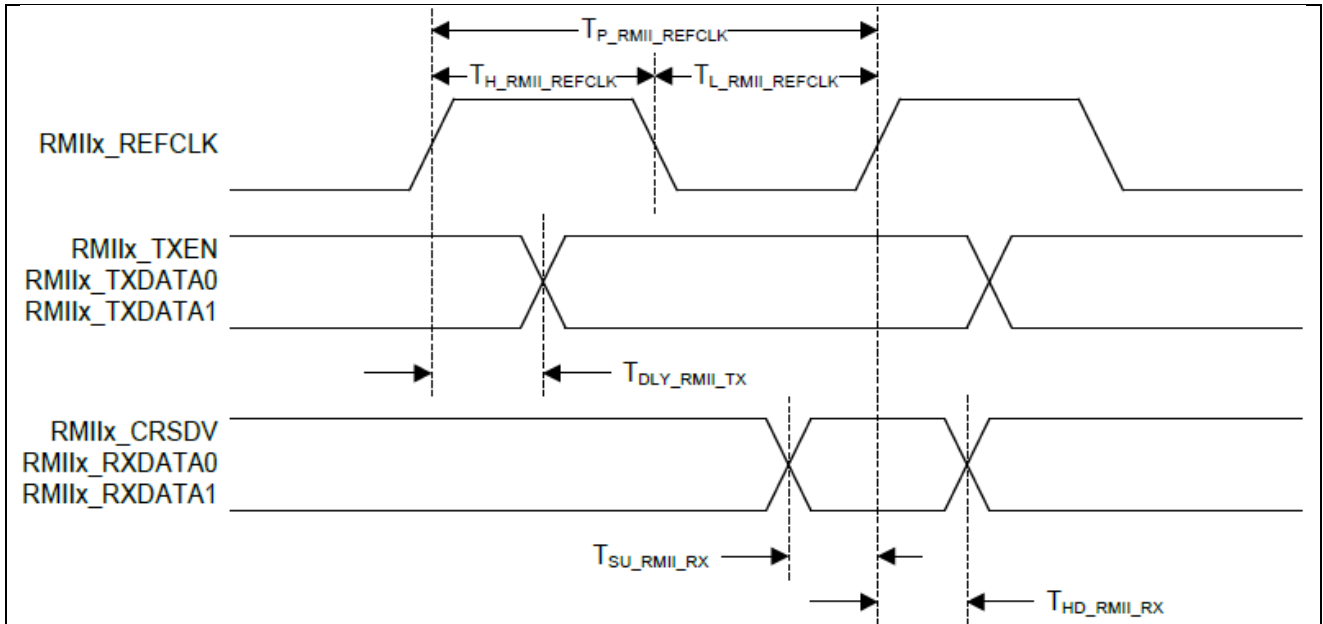 TP_RMII_REFCLK
TH_RMII_REFCLK TL_RMII_REFCLK
RMIIx_REFCLK
RMIIx_TXEN
RMIIx_TXDATA0
RMIIx_TXDATA1
TDLY_RMII_TX
RMIIx_CRSDV
RMIIx_RXDATA0
RMIIx_RXDATA1
TSU_RMII_RX
THD_RMII_RX